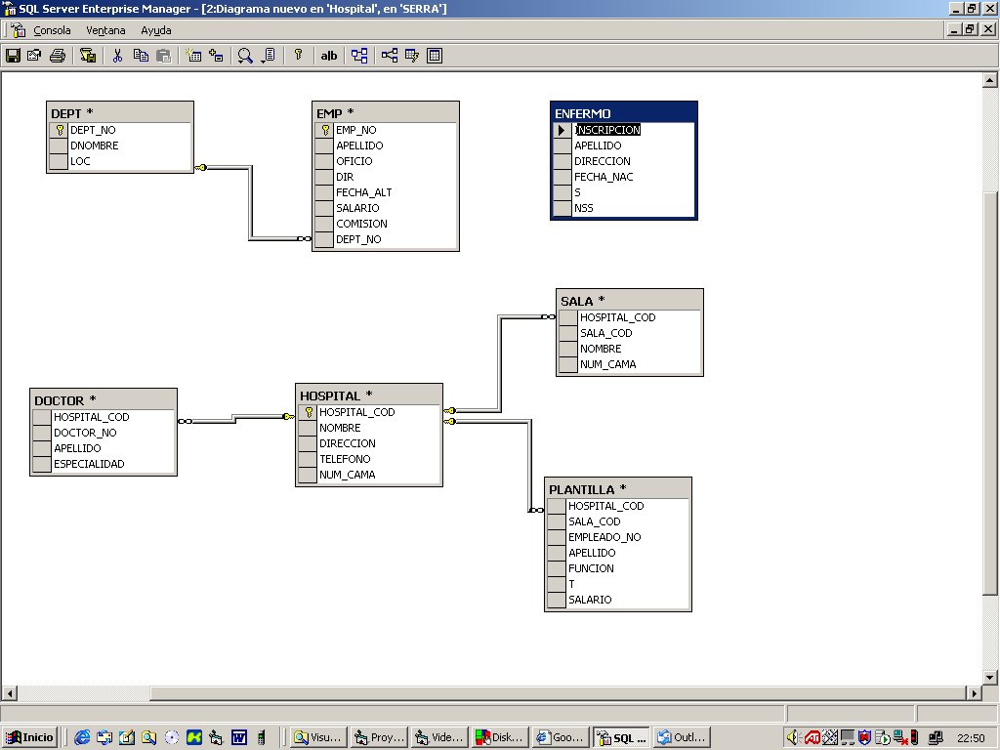 SQL Server Enterprise Manager - [2:Diagrama nuevo en 'Hospital', en 'SERRA']
Consola Ventana Ayuda
a|b
DEPT *
DEPT_NO
DNOMBRE
LOC
EMP *
EMP_NO
APELLIDO
OFICIO
DIR
FECHA_ALT
SALARIO
COMISION
DEPT_NO
ENFERMO
INSCRIPCION
APELLIDO
DIRECCION
FECHA_NAC
S
NSS
SALA *
HOSPITAL_COD
SALA_COD
NOMBRE
NUM_CAMA
DOCTOR *
HOSPITAL_COD
DOCTOR_NO
APELLIDO
ESPECIALIDAD
HOSPITAL *
HOSPITAL_COD
NOMBRE
DIRECCION
TELEFONO
NUM_CAMA
PLANTILLA *
HOSPITAL_COD
SALA_COD
EMPLEADO_NO
APELLIDO
FUNCION
T
SALARIO
Inicio Visu... Proy... Vide... Disk... Goo... SQL ... Outl... 22:50